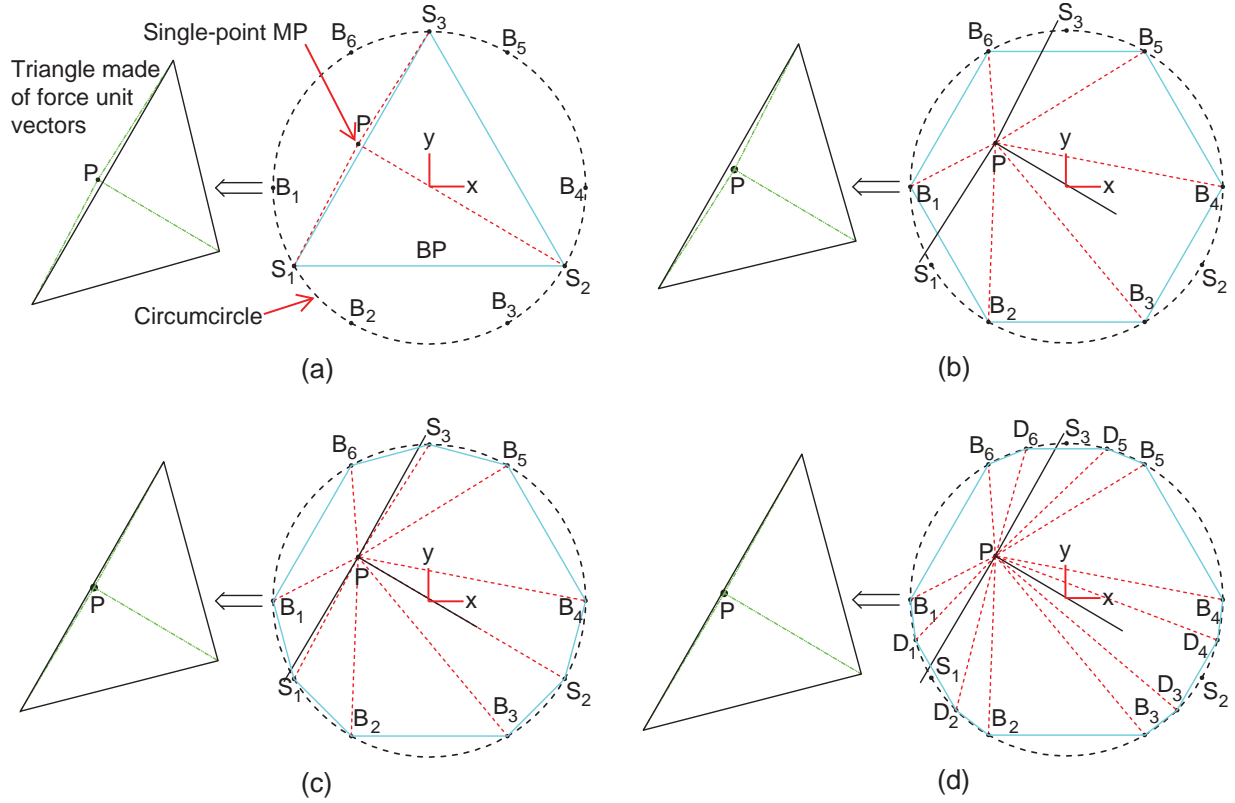 Single-point MP
Triangle made
of force unit
vectors
P
B6
S3
B5
P
y
x
B1
B4
BP
S1
S2
B2
B3
Circumcircle
(a)
P
S3
B6
B5
y
P
x
B1
B4
S1
S2
B2
B3
(b)
P
S3
B6
B5
y
P
x
B1
B4
S1
S2
B2
B3
(c)
P
D6
S3
D5
B6
B5
y
P
x
B1
B4
D1
D4
S1
S2
D2
D3
B2
B3
(d)